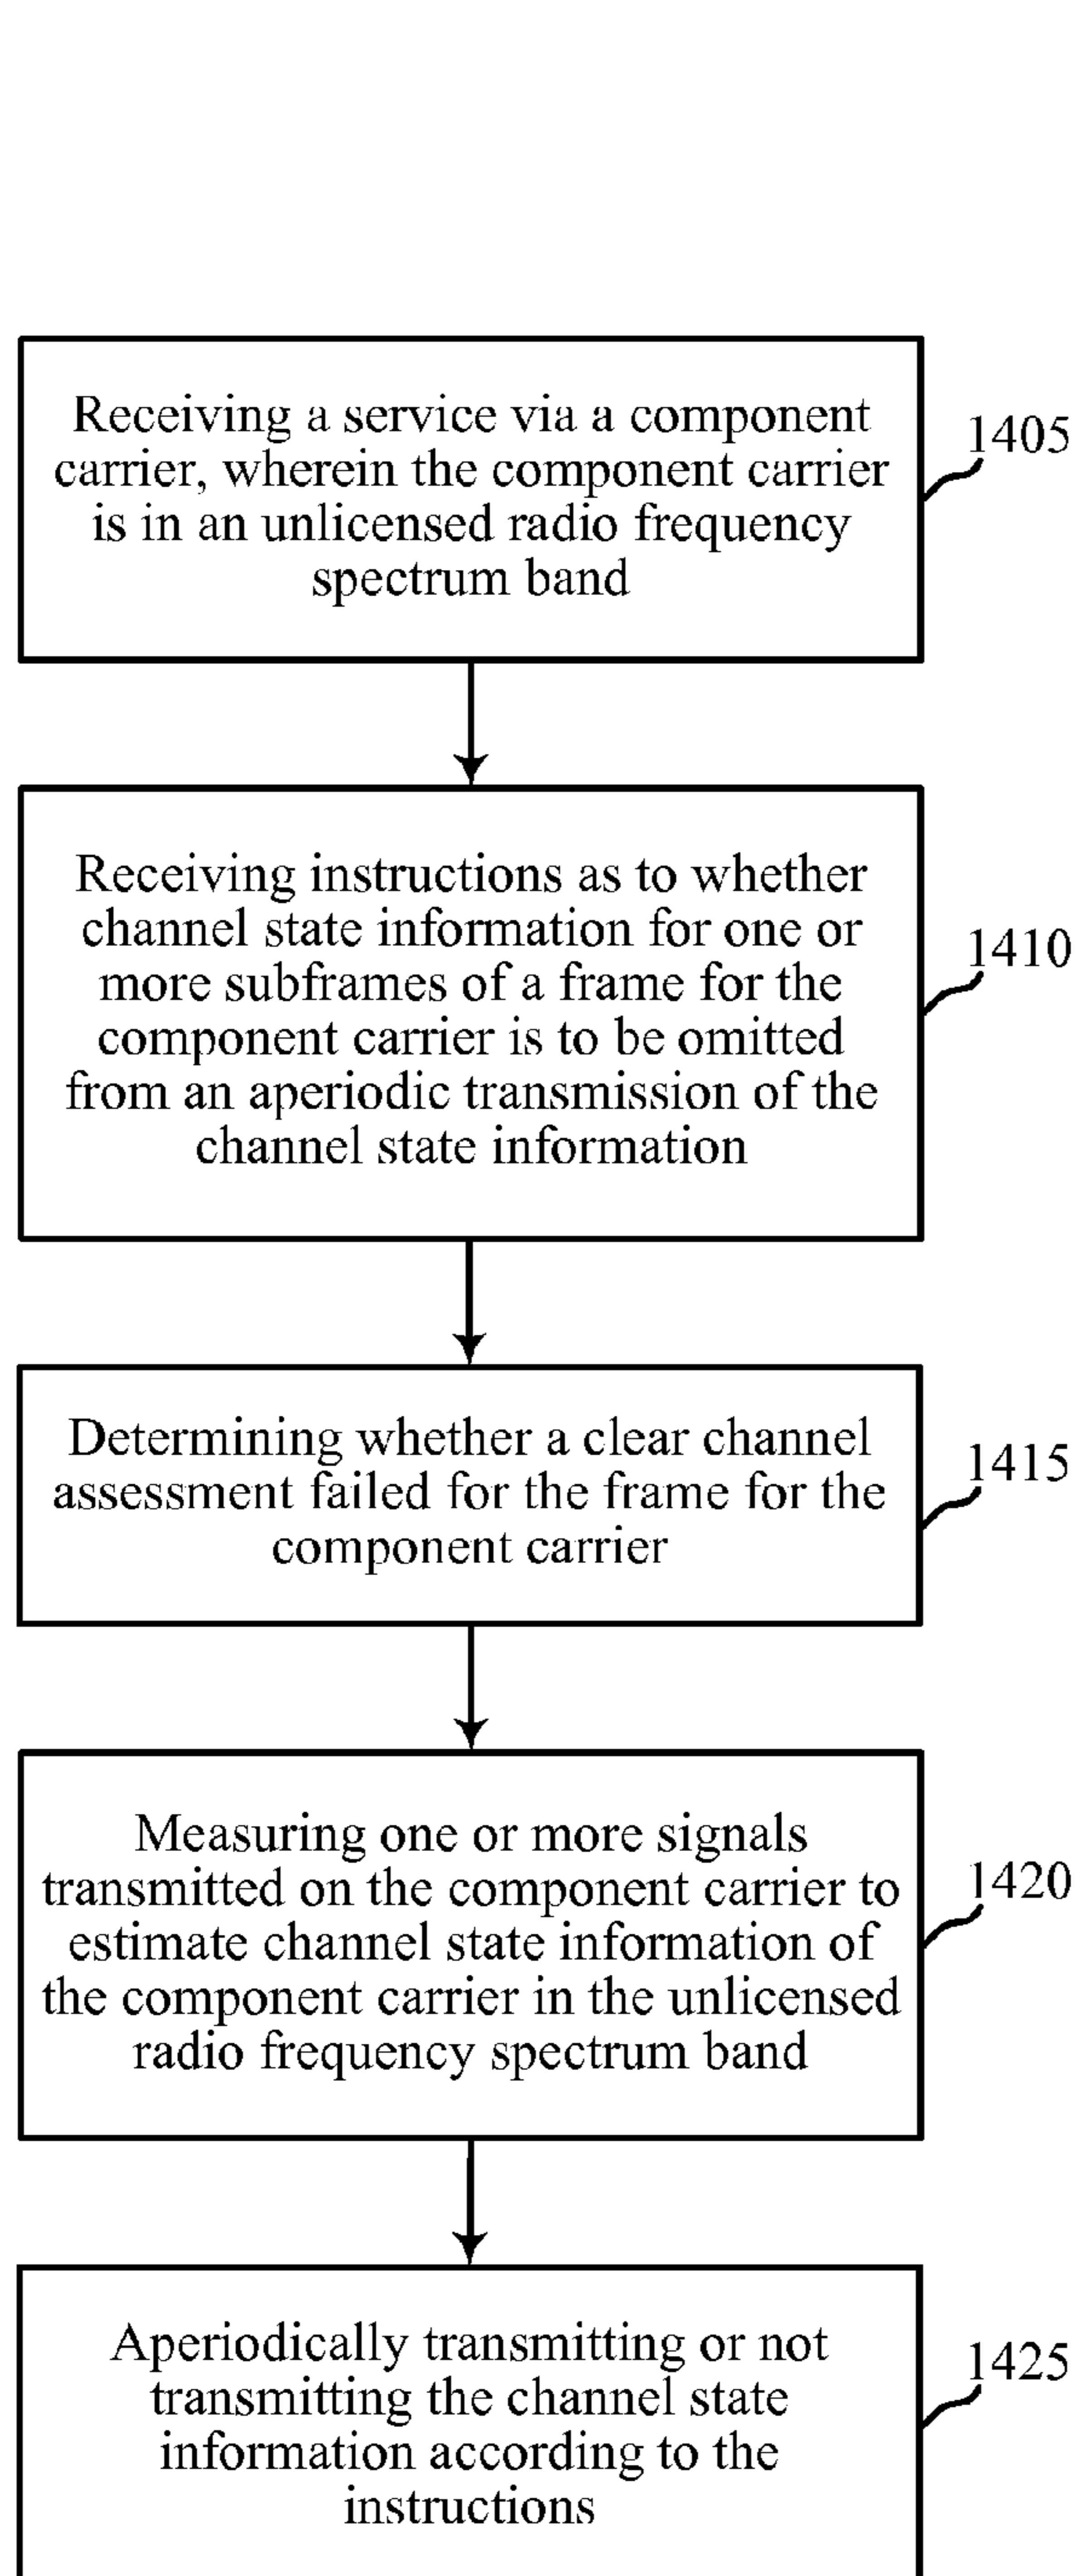 Receiving a service via a component
carrier, wherein the component carrier
is in an unlicensed radio frequency
spectrum band
1405
Receiving instructions as to whether
channel state information for one or
more subframes of a frame for the
component carrier is to be omitted
from an aperiodic transmission of the
channel state information
1410
Determining whether a clear channel
assessment failed for the frame for the
component carrier
1415
Measuring one or more signals
transmitted on the component carrier to
estimate channel state information of
the component carrier in the unlicensed
radio frequency spectrum band
1420
Aperiodically transmitting or not
transmitting the channel state
information according to the
instructions
1425